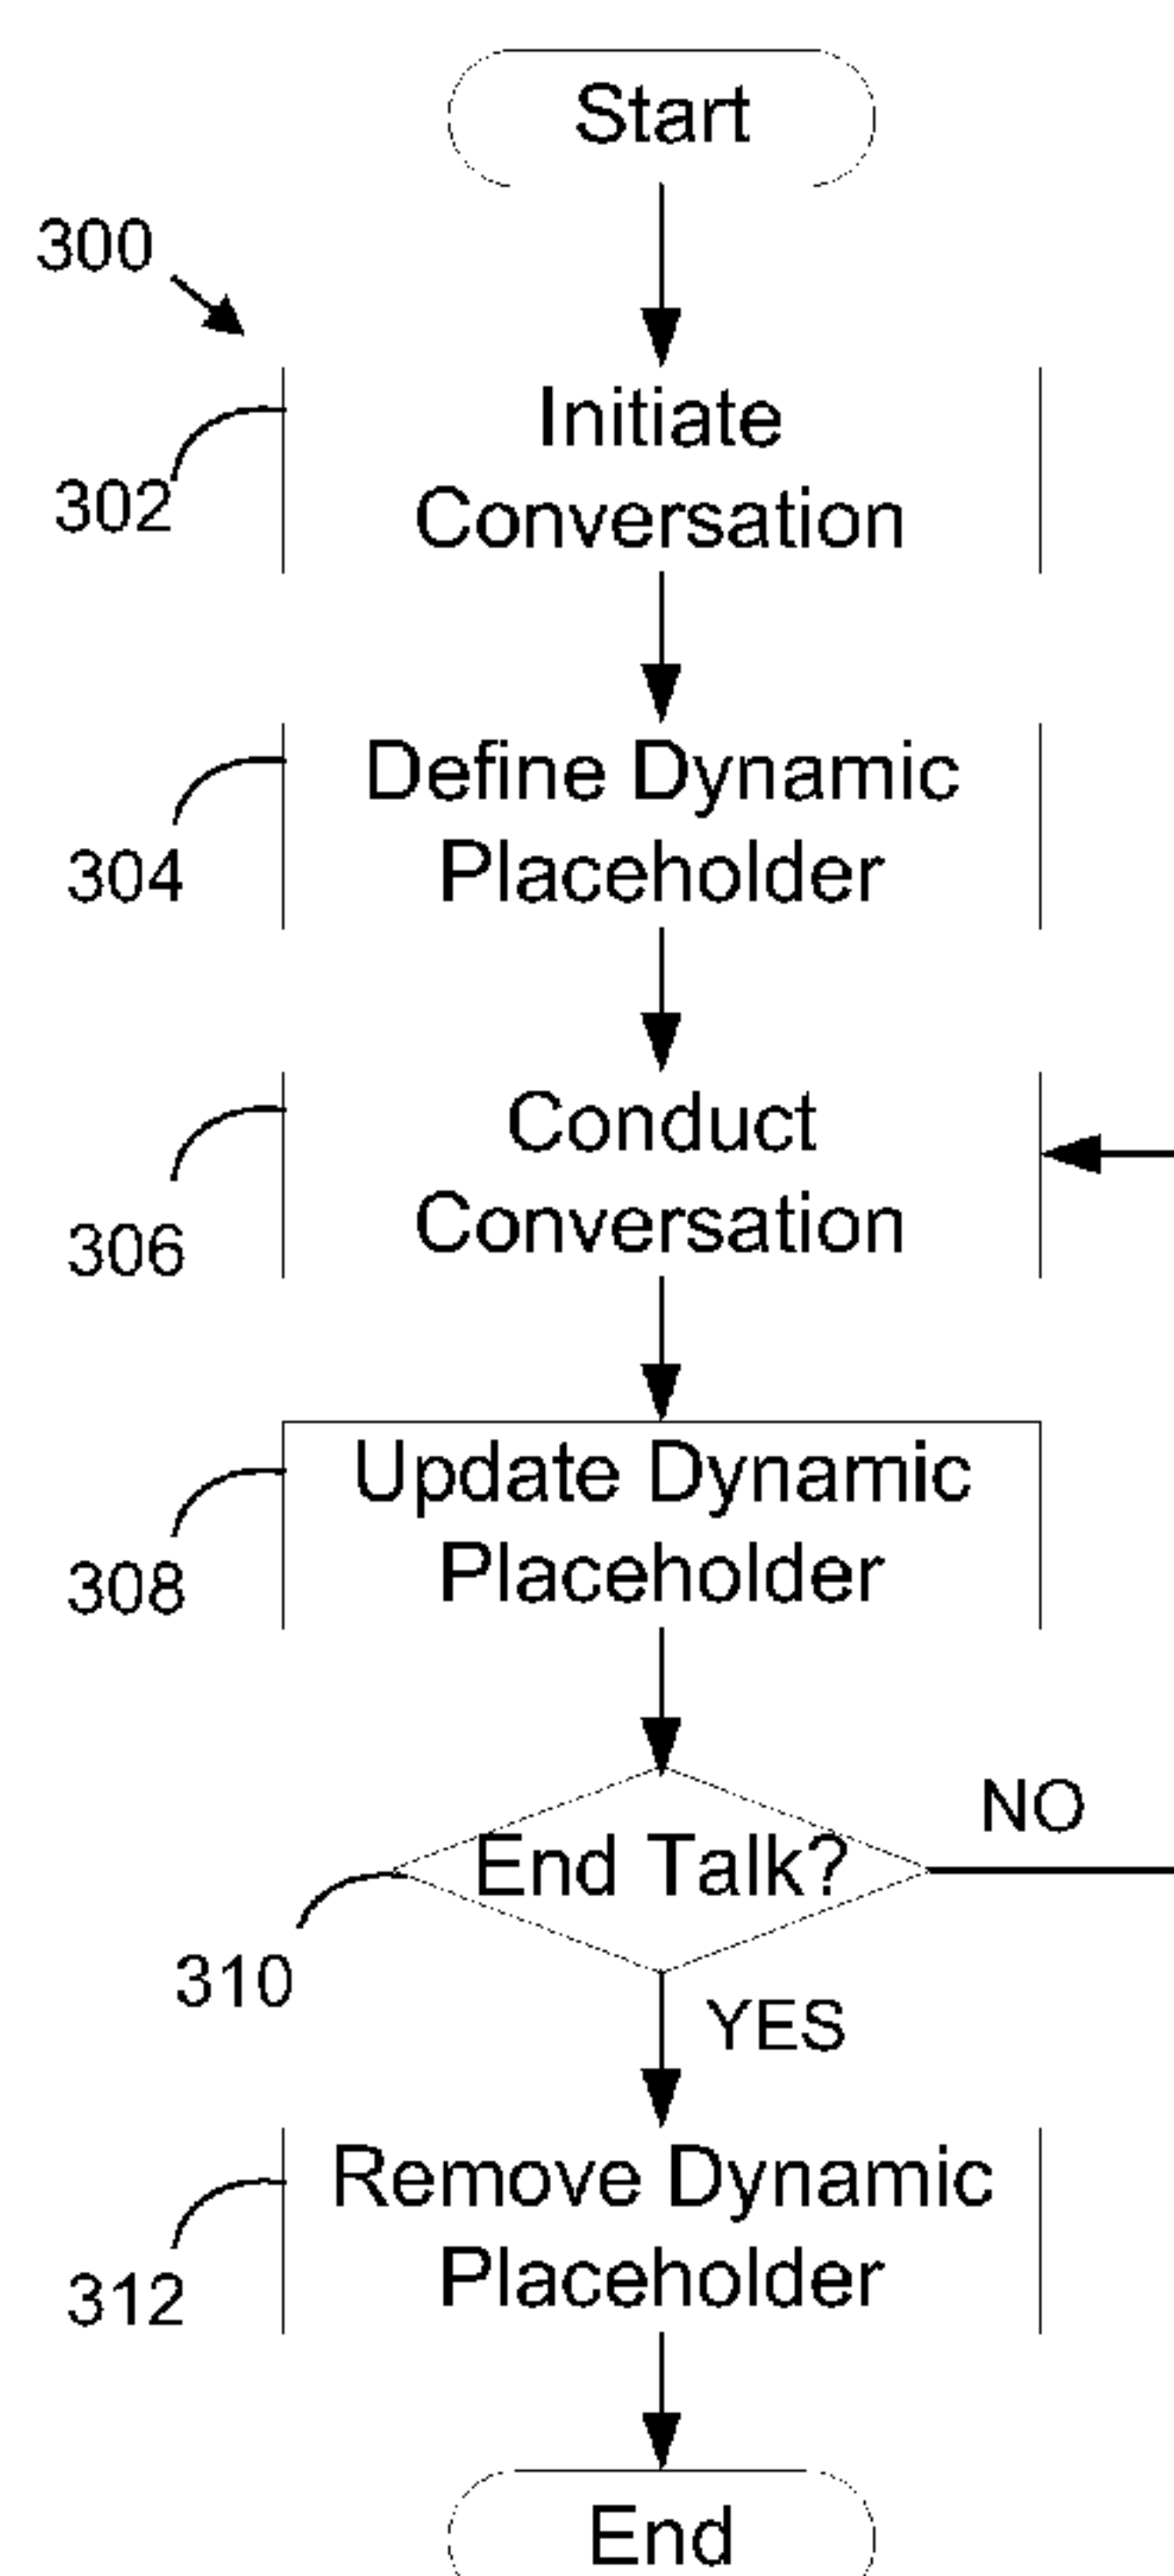 Start
300
Initiate
Conversation
302
Define Dynamic
Placeholder
304
Conduct
Conversation
306
Update Dynamic
Placeholder
308
End Talk?
NO
310
YES
Remove Dynamic
Placeholder
312
End